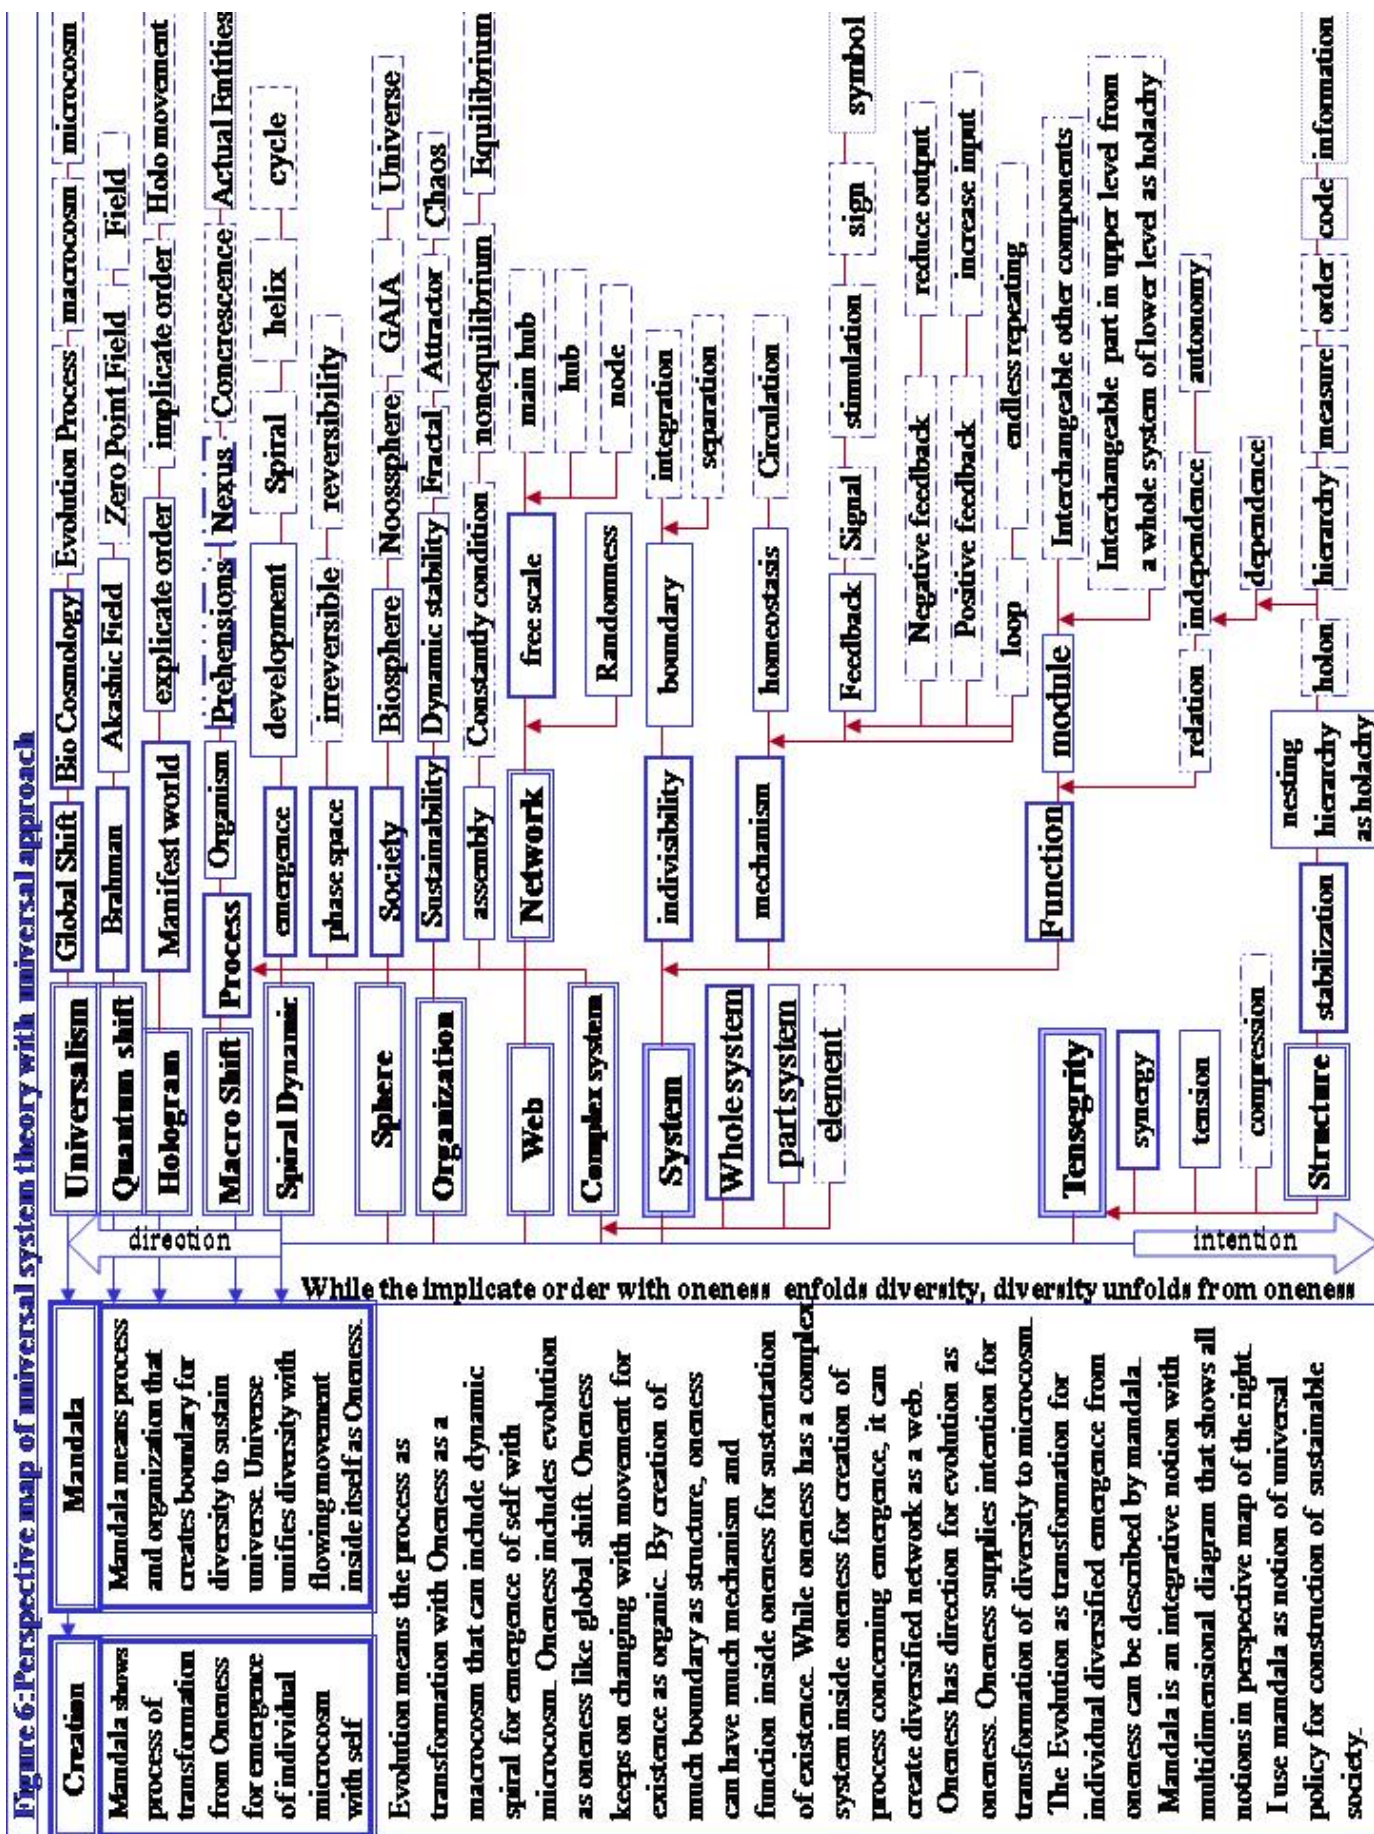 Figure 6:Perspective map of universal system theory with universal approach
Creation
Mandala shows
process of
transformation
from Oneness
for emergence
of individual
microcosm
with self
Mandala
Mandala means process
and organization that
creates boundary for
diversity to sustain
universe. Universe
unifies diversity with
flowing movement
inside itself as Oneness.
Evolution means the process as
transformation with Oneness as a
macrocosm that can include dynamic
spiral for emergence of self with
microcosm. Oneness includes evolution
as oneness like global shift. Oneness
keeps on changing with movement for
existence as organic. By creation of
much boundary as structure, oneness
can have much mechanism and
function inside oneness for sustentation
of existence. While oneness has a complex
system inside oneness for creation of
process concerning emergence, it can
create diversified network as a web.
Oneness has direction for evolution as
oneness. Oneness supplies intention for
transformation of diversity to microcosm.
The Evolution as transformation for
individual diversified emergence from
oneness can be described by mandala.
Mandala is an integrative notion with
multidimensional diagram that shows all
notions in perspective map of the right.
I use mandala as notion of universal
policy for construction of sustainable
society.
While the implicate order with oneness enfolds diversity, diversity unfolds from oneness
direction
intention
Universalism
Global Shift
Bio Cosmology
Evolution Process
macrocosm
microcosm
Quantum shift
Brahman
Akashic Field
Zero Point Field
Field
Hologram
Manifest world
explicate order
implicate order
Holo movement
Macro Shift
Process
Organism
Prehensions
Nexus
Concrescence
Actual Entities
Spiral Dynamic
emergence
development
Spiral
helix
cycle
phase space
irreversible
reversibility
Sphere
Society
Biosphere
Noossphere
GAIA
Universe
Organization
Sustainability
Dynamic stability
Fractal
Attractor
Chaos
assembly
Constantly condition
nonequilibrium
Equilibrium
Web
Network
free scale
main hub
hub
node
Randomness
Complex system
System
indivisibility
boundary
integration
separation
Whole system
part system
element
mechanism
homeostasis
Circulation
Feedback
Signal
stimulation
sign
symbol
Negative feedback
reduce output
Positive feedback
increase input
loop
endless repeating
Function
module
Interchangeable other components
Interchangeable part in upper level from
a whole system of lower level as holachy
relation
independence
autonomy
dependence
Tensegrity
synergy
tension
compression
Structure
stabilization
nesting
hierarchy
as holachy
holon
hierarchy
measure
order
code
information